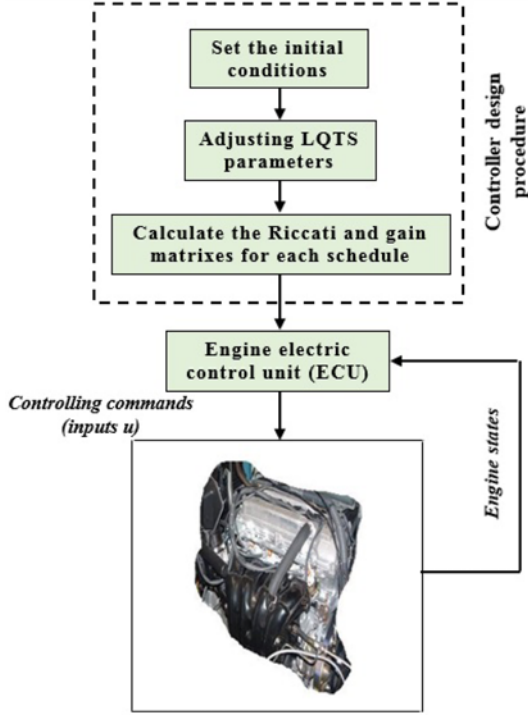 Set the initial
conditions
Adjusting LQTS
parameters
Calculate the Riccati and gain
matrixes for each schedule
Controller design
procedure
Engine electric
control unit (ECU)
Controlling commands
(inputs u)
Engine states